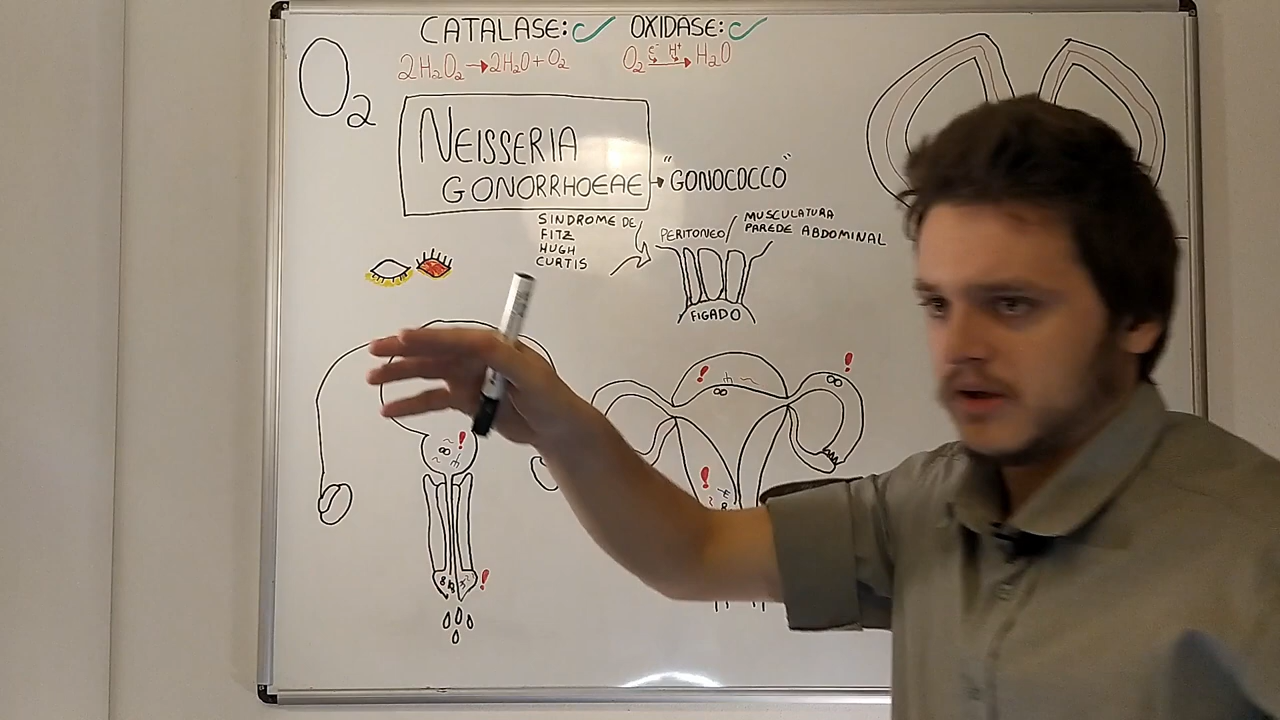 CATALASE: OXIDASE:
2H₂O₂→2H₂O+O₂ O₂ é H⁺ → H₂O
O₂
NEISSERIA
GONORRHOEAE → "GONOCOCCO"
SINDROME DE
FITZ
HUGH
CURTIS
PERITONEO
MUSCULATURA
PAREDE ABDOMINAL
FIGADO
!
!
!
!
!